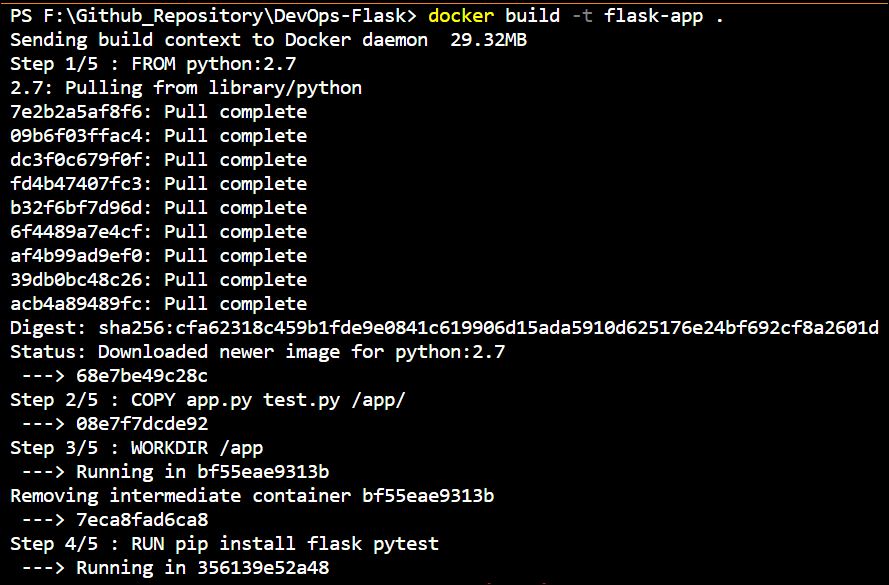 PS F:\Github_Repository\DevOps-Flask> docker build -t flask-app .
Sending build context to Docker daemon  29.32MB
Step 1/5 : FROM python:2.7
2.7: Pulling from library/python
7e2b2a5af8f6: Pull complete
09b6f03ffac4: Pull complete
dc3f0c679f0f: Pull complete
fd4b47407fc3: Pull complete
b32f6bf7d96d: Pull complete
6f4489a7e4cf: Pull complete
af4b99ad9ef0: Pull complete
39db0bc48c26: Pull complete
acb4a89489fc: Pull complete
Digest: sha256:cfa62318c459b1fde9e0841c619906d15ada5910d625176e24bf692cf8a2601d
Status: Downloaded newer image for python:2.7
 ---> 68e7be49c28c
Step 2/5 : COPY app.py test.py /app/
 ---> 08e7f7dcde92
Step 3/5 : WORKDIR /app
 ---> Running in bf55eae9313b
Removing intermediate container bf55eae9313b
 ---> 7eca8fad6ca8
Step 4/5 : RUN pip install flask pytest
 ---> Running in 356139e52a48